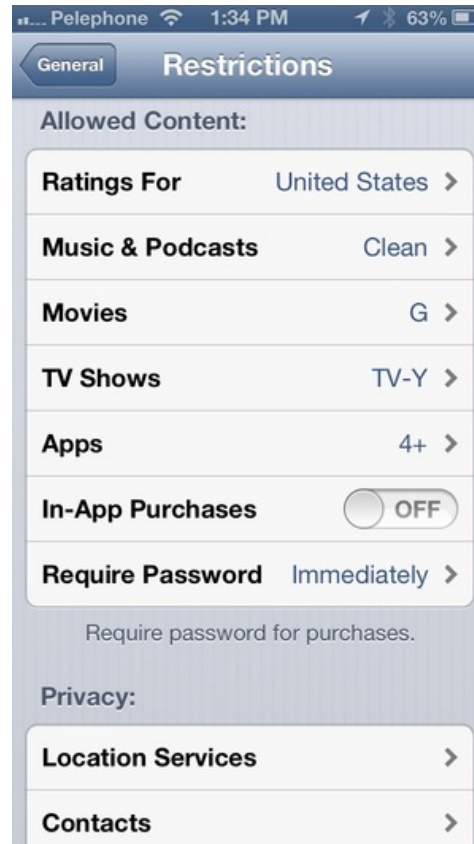 Pelephone 1:34 PM 63%
General Restrictions
Allowed Content:
Ratings For United States
Music & Podcasts Clean
Movies G
TV Shows TV-Y
Apps 4+
In-App Purchases OFF
Require Password Immediately
Require password for purchases.
Privacy:
Location Services
Contacts